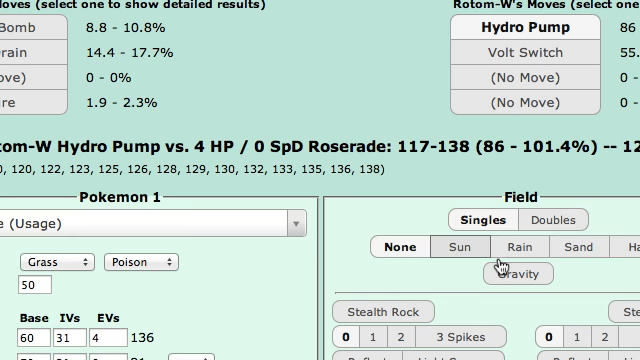 Moves (select one to show detailed results) Rotom-W's Moves (select one
Bomb 8.8 - 10.8% Hydro Pump 86
rain 14.4 - 17.7% Volt Switch 55.
ve) 0 - 0% (No Move) 0 -
re 1.9 - 2.3% (No Move) 0 -
tom-W Hydro Pump vs. 4 HP / 0 SpD Roserade: 117-138 (86 - 101.4%) -- 12
0, 120, 122, 123, 125, 126, 128, 129, 130, 132, 133, 135, 136, 138)
Pokemon 1 Field
e (Usage) Singles Doubles
None Sun Rain Sand Ha
Grass Poison Gravity
50
Stealth Rock Ste
Base IVs EVs 0 1 2 3 Spikes 0 1 2
60 31 4 136